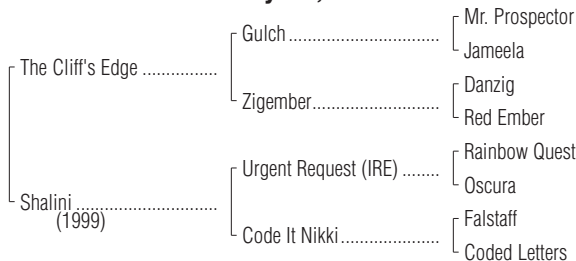 Mr. Prospector
Gulch ..........................................
Jameela
The Cliff's Edge ................
Danzig
Zigember...................................
Red Ember
Rainbow Quest
Urgent Request (IRE) ........
Oscura
Shalini ..............................
(1999)
Falstaff
Code It Nikki...........................
Coded Letters